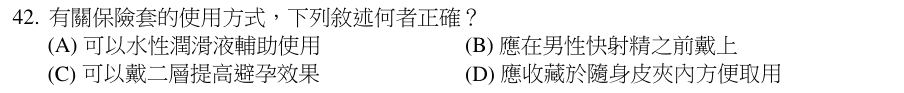 42. 有關保險套的使用方式，下列敘述何者正確？
(A) 可以水性潤滑液輔助使用 (B) 應在男性快射精之前戴上
(C) 可以戴二層提高避孕效果 (D) 應收藏於隨身皮夾內方便取用